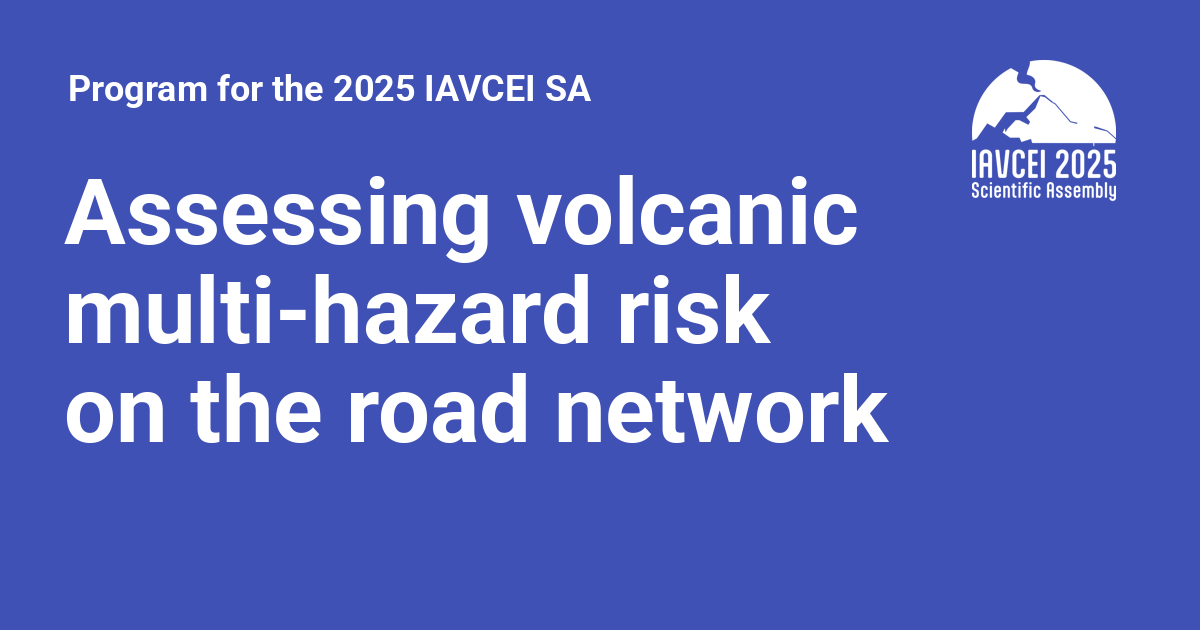 Program for the 2025 IAVCEI SA
IAVCEI 2025
Scientific Assembly
Assessing volcanic
multi-hazard risk
on the road network